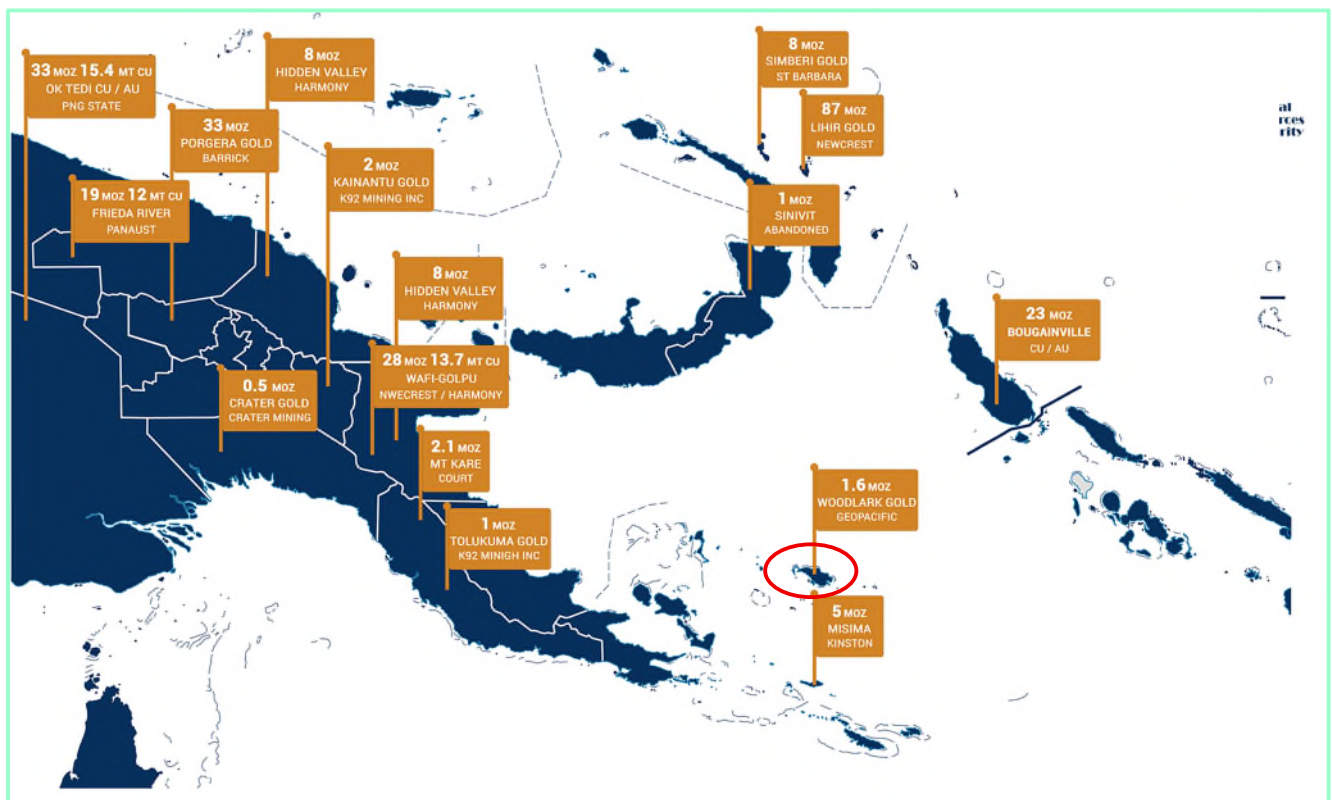 33 MOZ 15.4 MT CU
OK TEDI CU / AU
PNG STATE
8 MOZ
HIDDEN VALLEY
HARMONY
8 MOZ
SIMBERI GOLD
ST BARBARA
87 MOZ
LIHIR GOLD
NEWCREST
al
rces
rity
33 MOZ
PORGERA GOLD
BARRICK
2 MOZ
KAINANTU GOLD
K92 MINING INC
19 MOZ 12 MT CU
FRIEDA RIVER
PANAUST
1 MOZ
SINIVIT
ABANDONED
8 MOZ
HIDDEN VALLEY
HARMONY
23 MOZ
BOUGAINVILLE
CU / AU
28 MOZ 13.7 MT CU
WAFI-GOLPU
NWECREST / HARMONY
0.5 MOZ
CRATER GOLD
CRATER MINING
2.1 MOZ
MT KARE
COURT
1.6 MOZ
WOODLARK GOLD
GEOPACIFIC
1 MOZ
TOLUKUMA GOLD
K92 MINIGH INC
5 MOZ
MISIMA
KINSTON